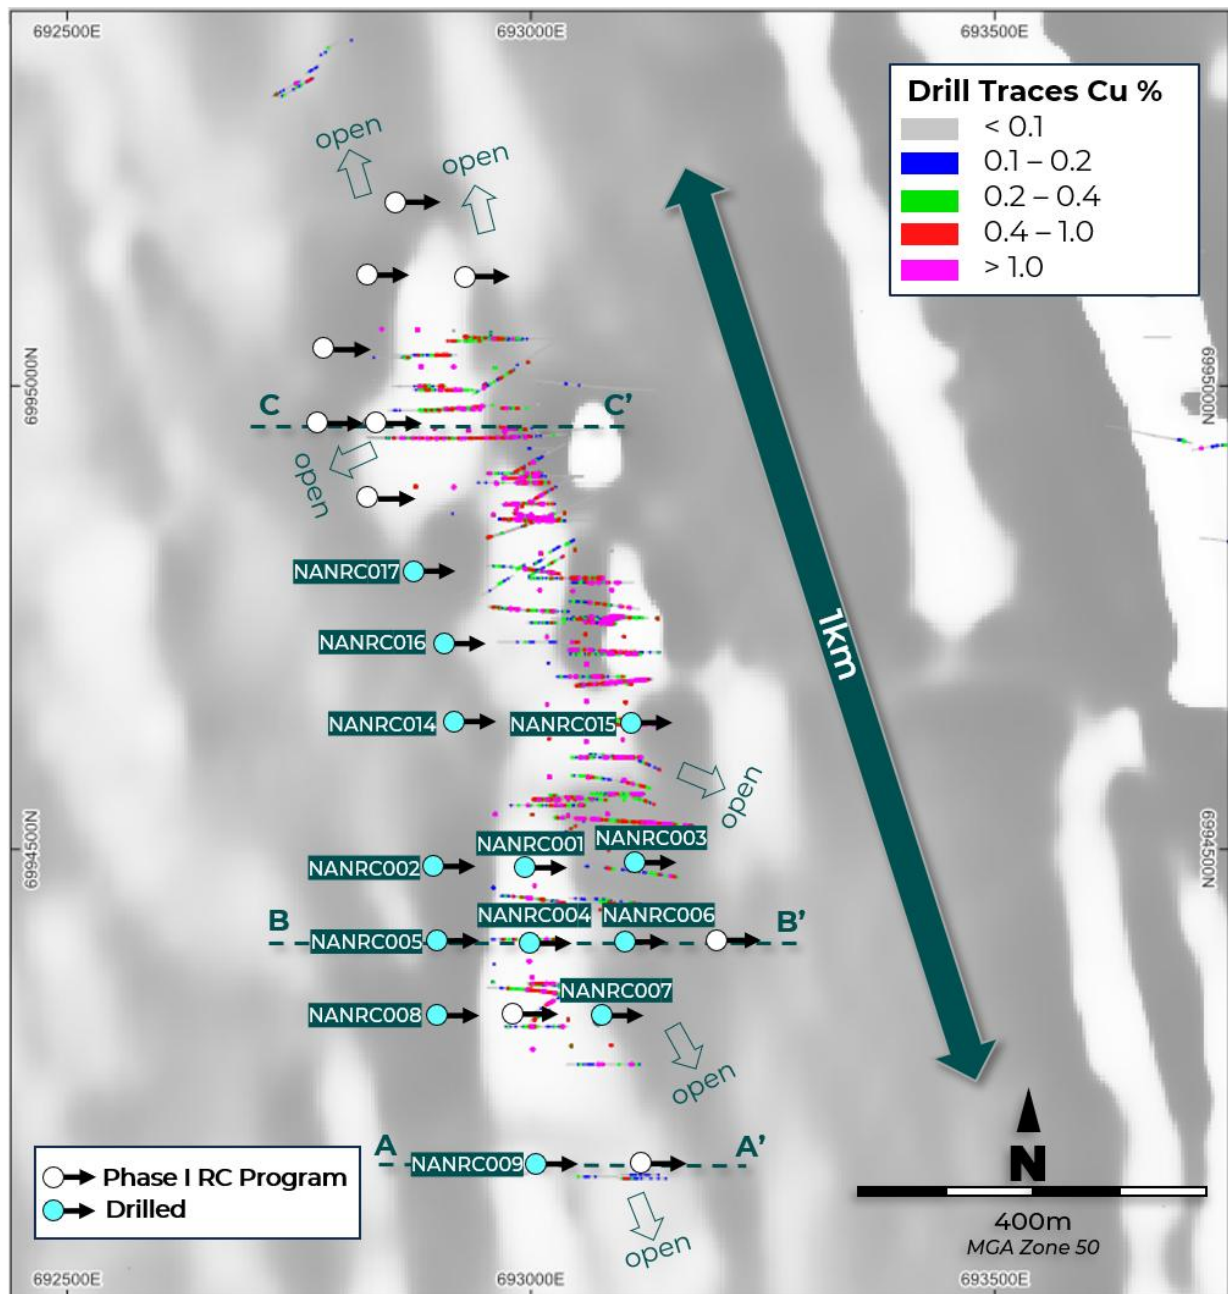 692500E
693000E
693500E
Drill Traces Cu %
< 0.1
0.1 – 0.2
0.2 – 0.4
0.4 – 1.0
> 1.0
open
open
6995000N
6995000N
C
C’
open
NANRC017
NANRC016
1km
NANRC014
NANRC015
open
6994500N
6994500N
NANRC001
NANRC003
NANRC002
NANRC004
NANRC006
B
B’
NANRC005
NANRC007
NANRC008
open
A
A’
NANRC009
N
Phase I RC Program
Drilled
400m
MGA Zone 50
open
692500E
693000E
693500E